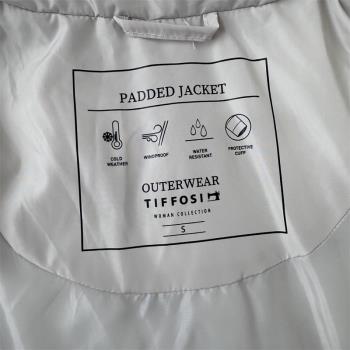 PADDED JACKET
COLD WEATHER
WINDPROOF
WATER RESISTANT
PROTECTIVE CUFF
OUTERWEAR
TIFFOSI
WOMAN COLLECTION
S